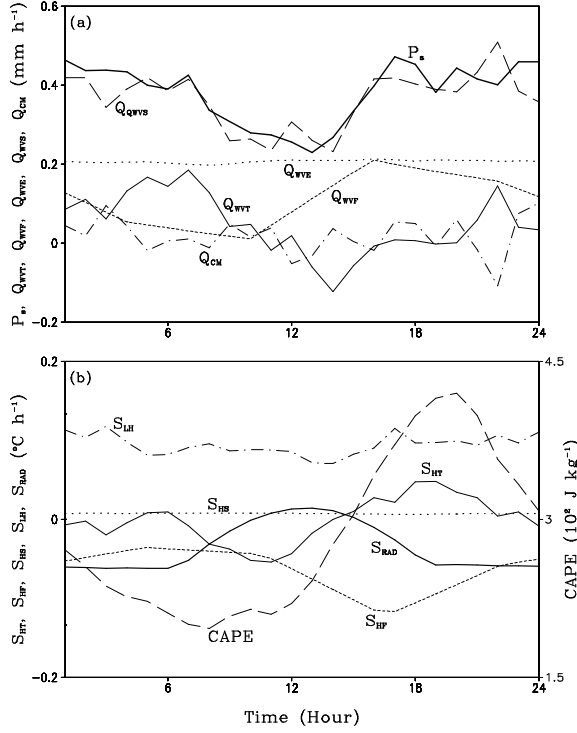 (a)
P_s, Q_WVT, Q_WVF, Q_WVE, Q_WVS, Q_CM (mm h⁻¹)
0.6
0.4
0.2
0
-0.2
P_s
Q_QWVS
Q_WVE
Q_WVT
Q_WVF
Q_CM
6
12
18
24
(b)
S_HT, S_HF, S_HS, S_LH, S_RAD (°C h⁻¹)
0.2
0
-0.2
S_LH
S_HT
S_HS
S_RAD
CAPE
S_HF
4.5
3
1.5
CAPE (10² J kg⁻¹)
6
12
18
24
Time (Hour)